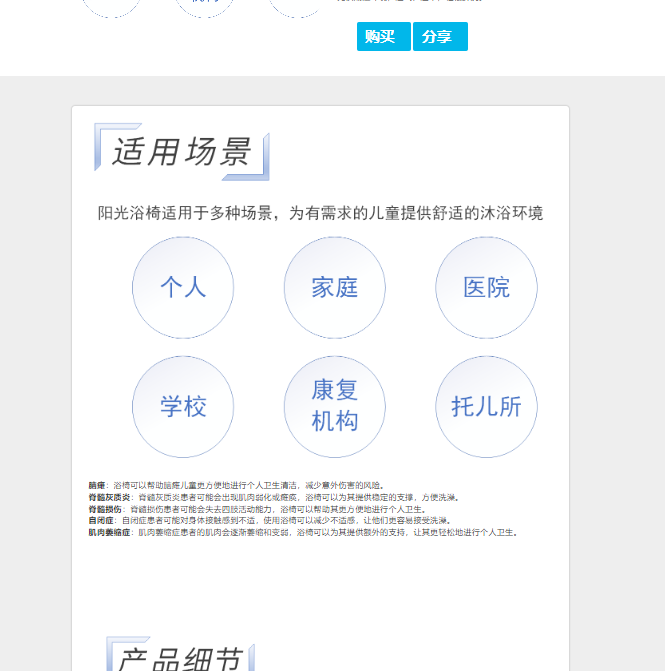 购买 分享
适用场景
阳光浴椅适用于多种场景，为有需求的儿童提供舒适的沐浴环境
个人 家庭 医院
学校 康复机构 托儿所
脑瘫：浴椅可以帮助脑瘫儿童更方便地进行个人卫生清洁，减少意外伤害的风险。
脊髓灰质炎：脊髓灰质炎患者可能会出现肌肉弱化或瘫痪，浴椅可以为其提供稳定的支撑，方便洗澡。
脊髓损伤：脊髓损伤患者可能会失去四肢活动能力，浴椅可以帮助其更方便地进行个人卫生。
自闭症：自闭症患者可能对身体接触感到不适，使用浴椅可以减少不适感，让他们更容易接受洗澡。
肌肉萎缩症：肌肉萎缩症患者的肌肉会逐渐萎缩和变弱，浴椅可以为其提供额外的支持，让其更轻松地进行个人卫生。
产品细节